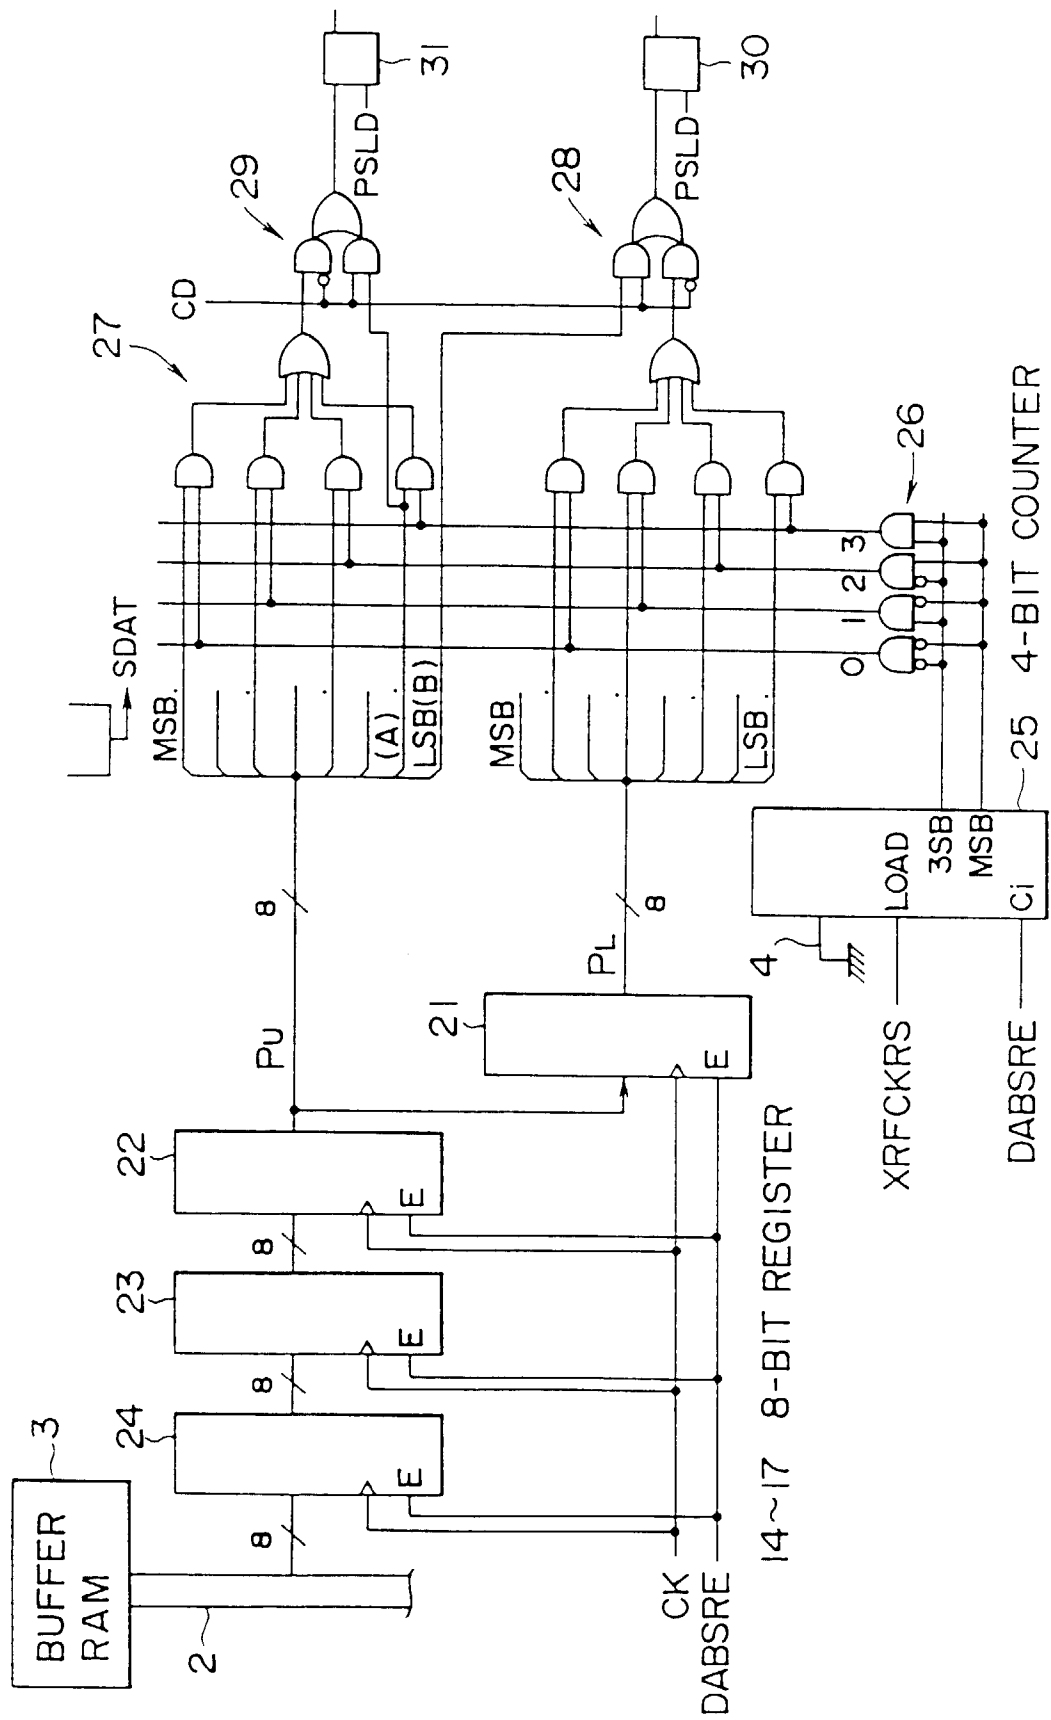 BUFFER
RAM
3
2
8
24
E
8
23
E
8
22
E
PU
8
21
E
PL
8
CK
DABSRE
14~17 8-BIT REGISTER
SDAT
MSB.
(A)
LSB(B)
MSB
LSB
27
CD
29
PSLD
31
28
PSLD
30
0
1
2
3
26
4
LOAD
3SB
MSB
Ci
XRFCKRS
DABSRE
25 4-BIT COUNTER